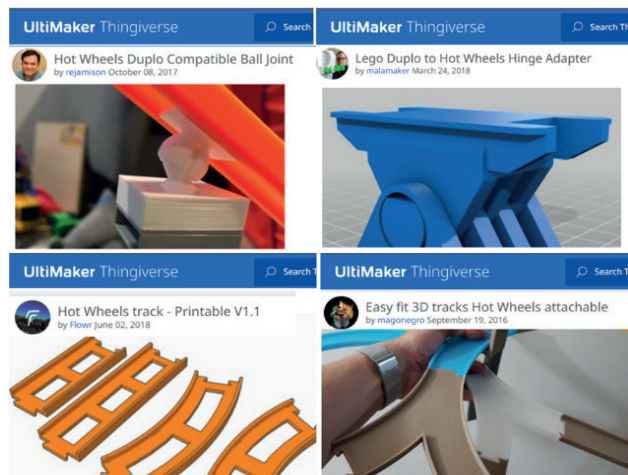 UltiMaker Thingiverse
Search Th
Hot Wheels Duplo Compatible Ball Joint
by rejamison October 08, 2017
UltiMaker Thingiverse
Search Th
Lego Duplo to Hot Wheels Hinge Adapter
by malamaker March 24, 2018
UltiMaker Thingiverse
Search T
Hot Wheels track - Printable V1.1
by Flowr June 02, 2018
UltiMaker Thingiverse
Search T
Easy fit 3D tracks Hot Wheels attachable
by magonegro September 19, 2016